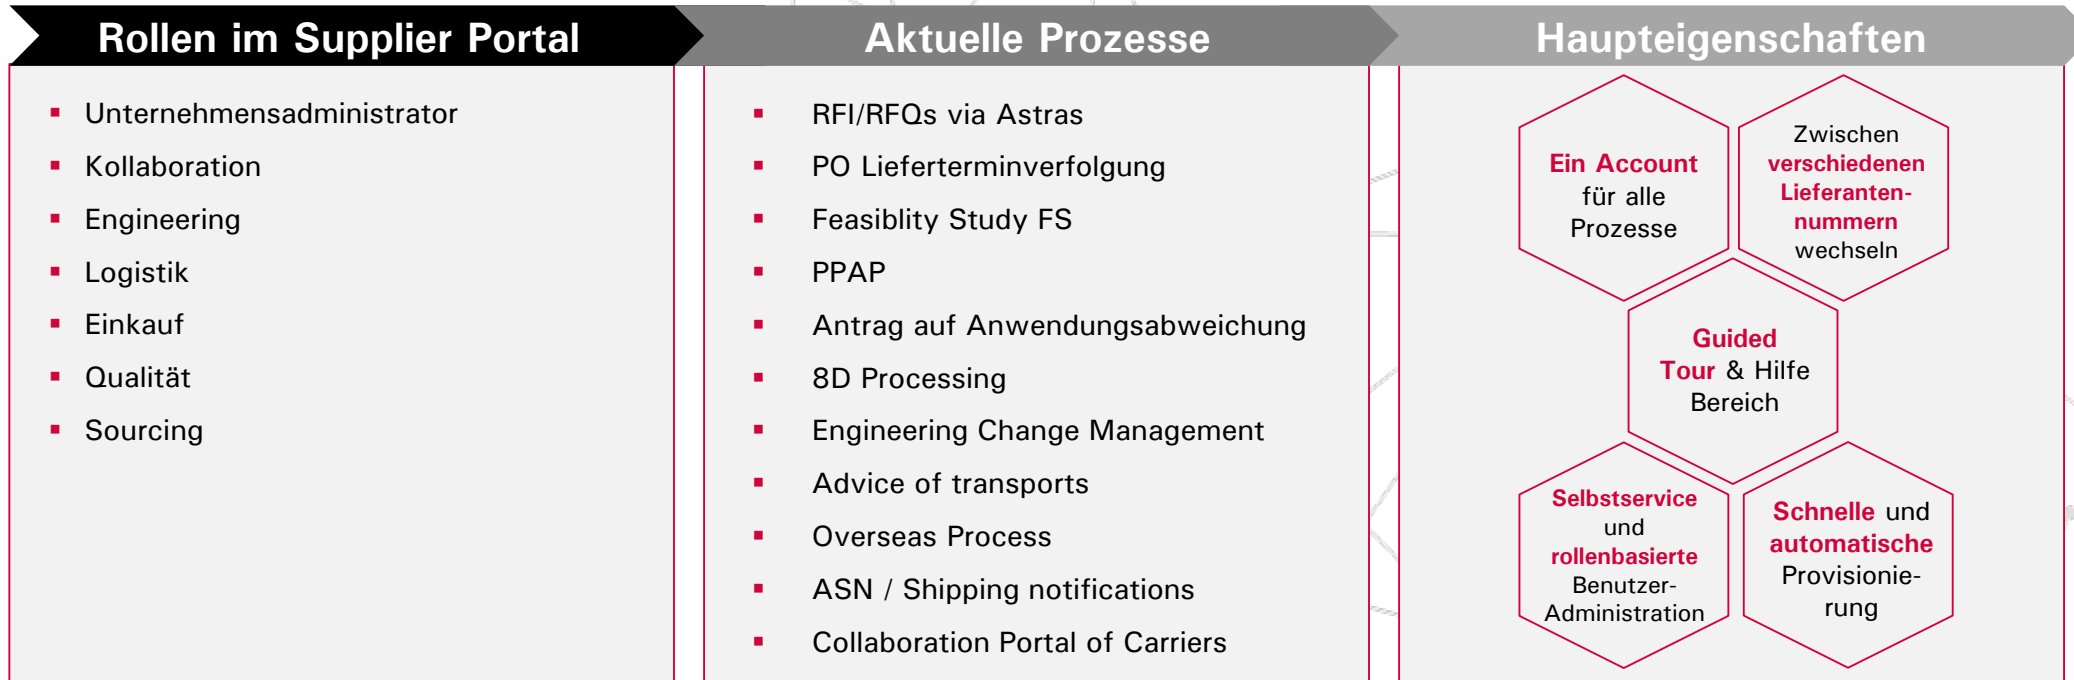 Rollen im Supplier Portal
Unternehmensadministrator
Kollaboration
Engineering
Logistik
Einkauf
Qualität
Sourcing
Aktuelle Prozesse
RFI/RFQs via Astras
PO Lieferterminverfolgung
Feasiblity Study FS
PPAP
Antrag auf Anwendungsabweichung
8D Processing
Engineering Change Management
Advice of transports
Overseas Process
ASN / Shipping notifications
Collaboration Portal of Carriers
Haupteigenschaften
Ein Account
für alle
Prozesse
Zwischen
verschiedenen
Lieferanten-
nummern
wechseln
Guided
Tour & Hilfe
Bereich
Selbstservice
und
rollenbasierte
Benutzer-
Administration
Schnelle und
automatische
Provisionie-
rung